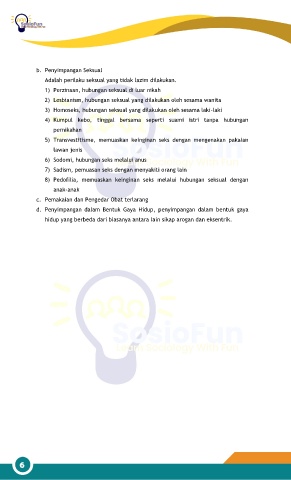 SosioFun
b. Penyimpangan Seksual
Adalah perilaku seksual yang tidak lazim dilakukan.
1) Perzinaan, hubungan seksual di luar nikah
2) Lesbianism, hubungan seksual yang dilakukan oleh sesama wanita
3) Homoseks, hubungan seksual yang dilakukan oleh sesama laki-laki
4) Kumpul kebo, tinggal bersama seperti suami istri tanpa hubungan
pernikahan
5) Transvestitisme, memuaskan keinginan seks dengan mengenakan pakaian
lawan jenis
6) Sodomi, hubungan seks melalui anus
7) Sadism, pemuasan seks dengan menyakiti orang lain
8) Pedofilia, memuaskan keinginan seks melalui hubungan seksual dengan
anak-anak
c. Pemakaian dan Pengedar Obat terlarang
d. Penyimpangan dalam Bentuk Gaya Hidup, penyimpangan dalam bentuk gaya
hidup yang berbeda dari biasanya antara lain sikap arogan dan eksentrik.
SosioFun
6